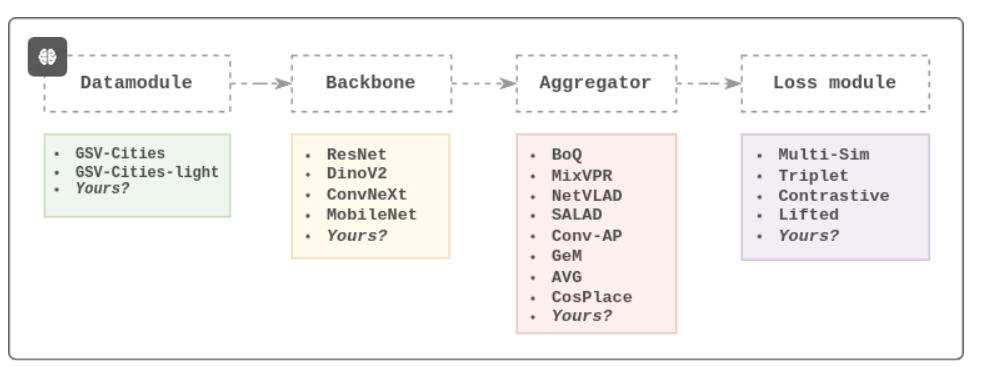 Datamodule
Backbone
Aggregator
Loss module
• GSV-Cities
• GSV-Cities-light
• Yours?
• ResNet
• DinoV2
• ConvNeXt
• MobileNet
• Yours?
• BoQ
• MixVPR
• NetVLAD
• SALAD
• Conv-AP
• GeM
• AVG
• CosPlace
• Yours?
• Multi-Sim
• Triplet
• Contrastive
• Lifted
• Yours?